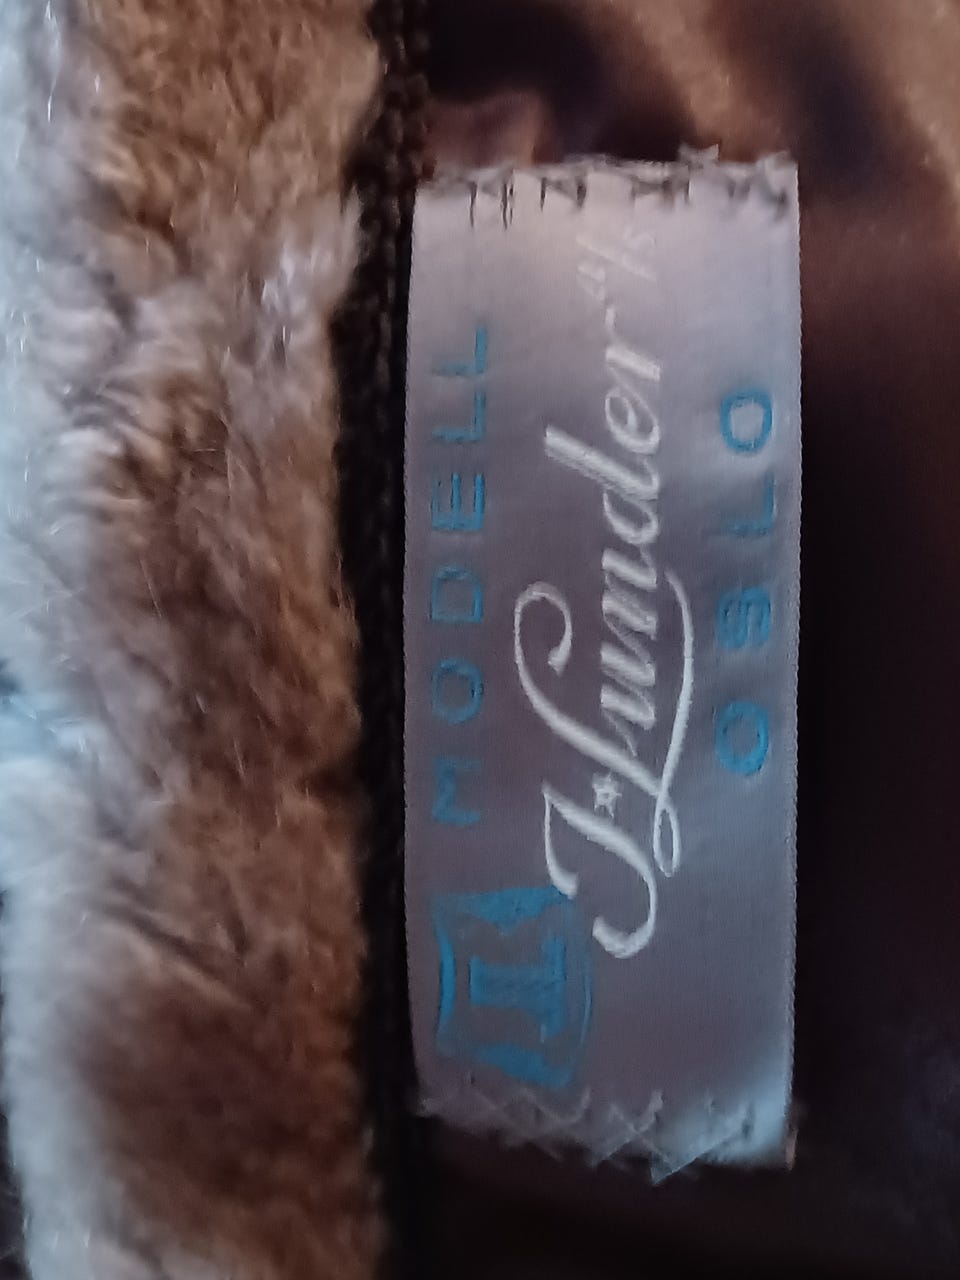 MODELL
J. Lunder A/S
OSLO